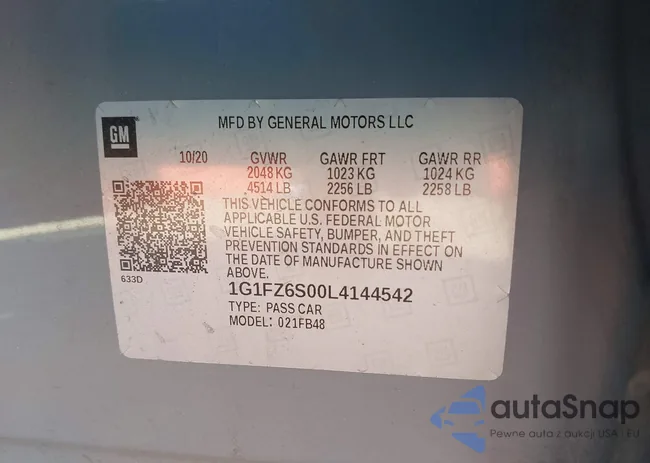 GM
MFD BY GENERAL MOTORS LLC
10/20 GVWR GAWR FRT GAWR RR
2048 KG 1023 KG 1024 KG
4514 LB 2256 LB 2258 LB
THIS VEHICLE CONFORMS TO ALL
APPLICABLE U.S. FEDERAL MOTOR
VEHICLE SAFETY, BUMPER, AND THEFT
PREVENTION STANDARDS IN EFFECT ON
THE DATE OF MANUFACTURE SHOWN
ABOVE.
633D
1G1FZ6S00L4144542
TYPE: PASS CAR
MODEL: 021FB48
autaSnap
Pewne auta z aukcji USA i EU